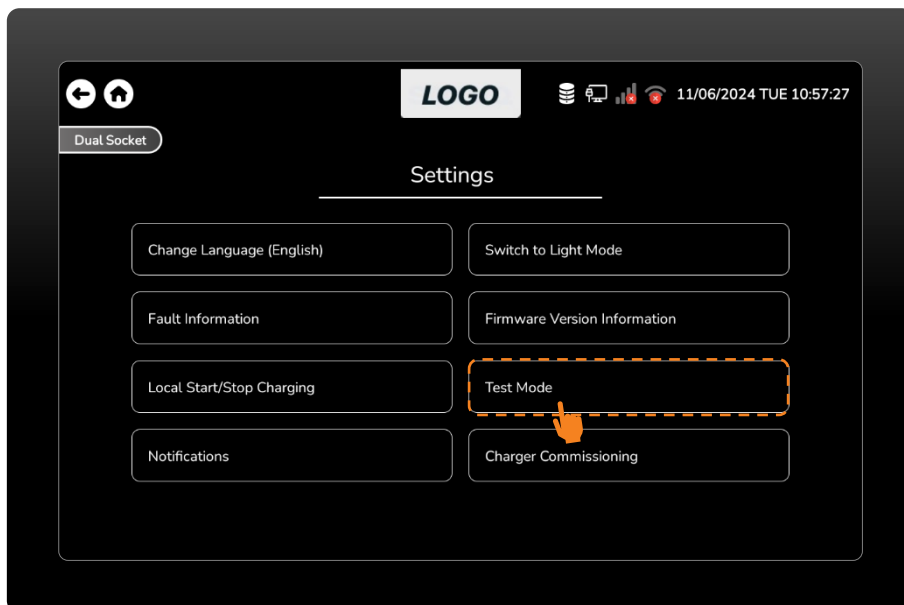 LOGO
11/06/2024 TUE 10:57:27
Dual Socket
Settings
Change Language (English)
Switch to Light Mode
Fault Information
Firmware Version Information
Local Start/Stop Charging
Test Mode
Notifications
Charger Commissioning